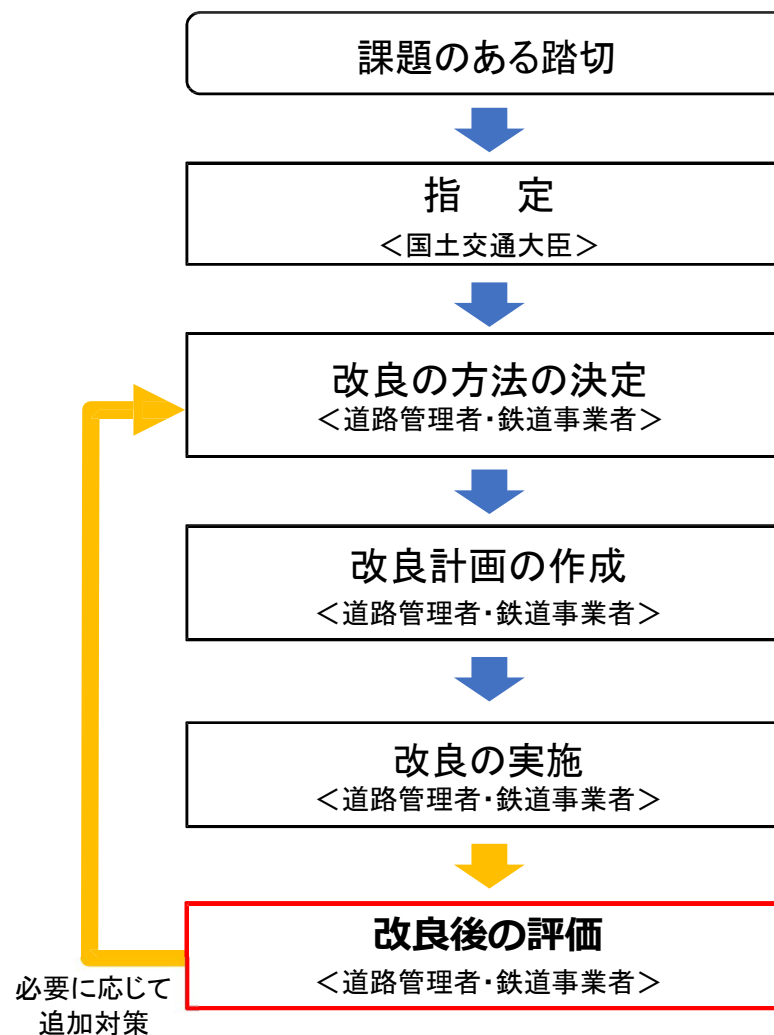 課題のある踏切
指　定
＜国土交通大臣＞
改良の方法の決定
＜道路管理者・鉄道事業者＞
改良計画の作成
＜道路管理者・鉄道事業者＞
改良の実施
＜道路管理者・鉄道事業者＞
改良後の評価
＜道路管理者・鉄道事業者＞
必要に応じて
追加対策